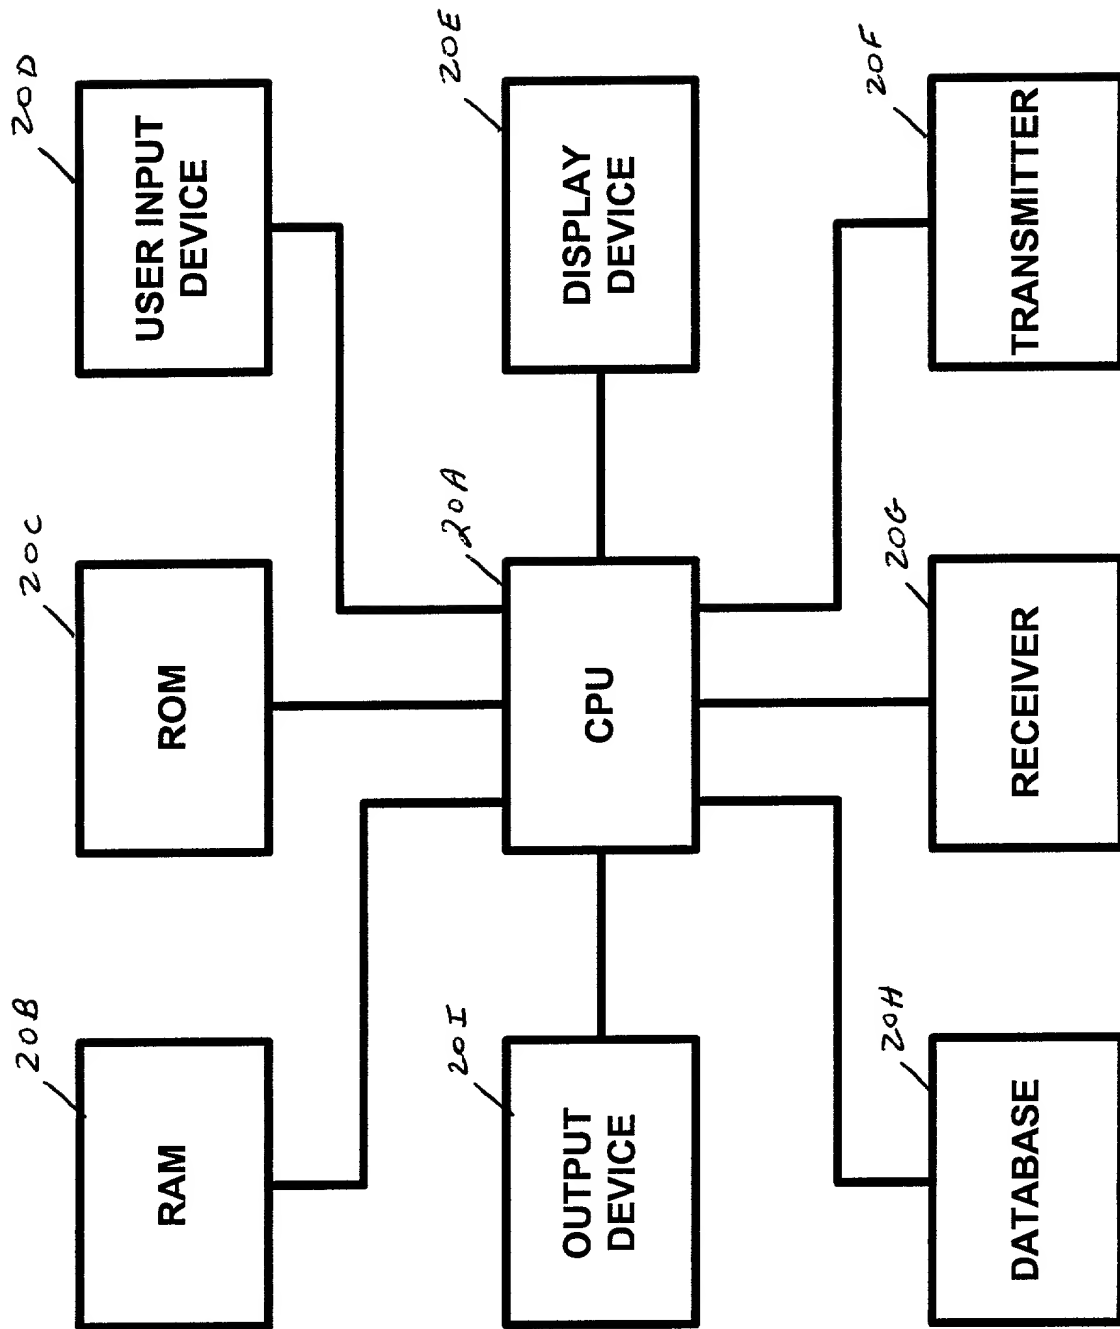 20B
RAM
20C
ROM
20D
USER INPUT
DEVICE
20I
OUTPUT
DEVICE
20A
CPU
20E
DISPLAY
DEVICE
20H
DATABASE
20G
RECEIVER
20F
TRANSMITTER